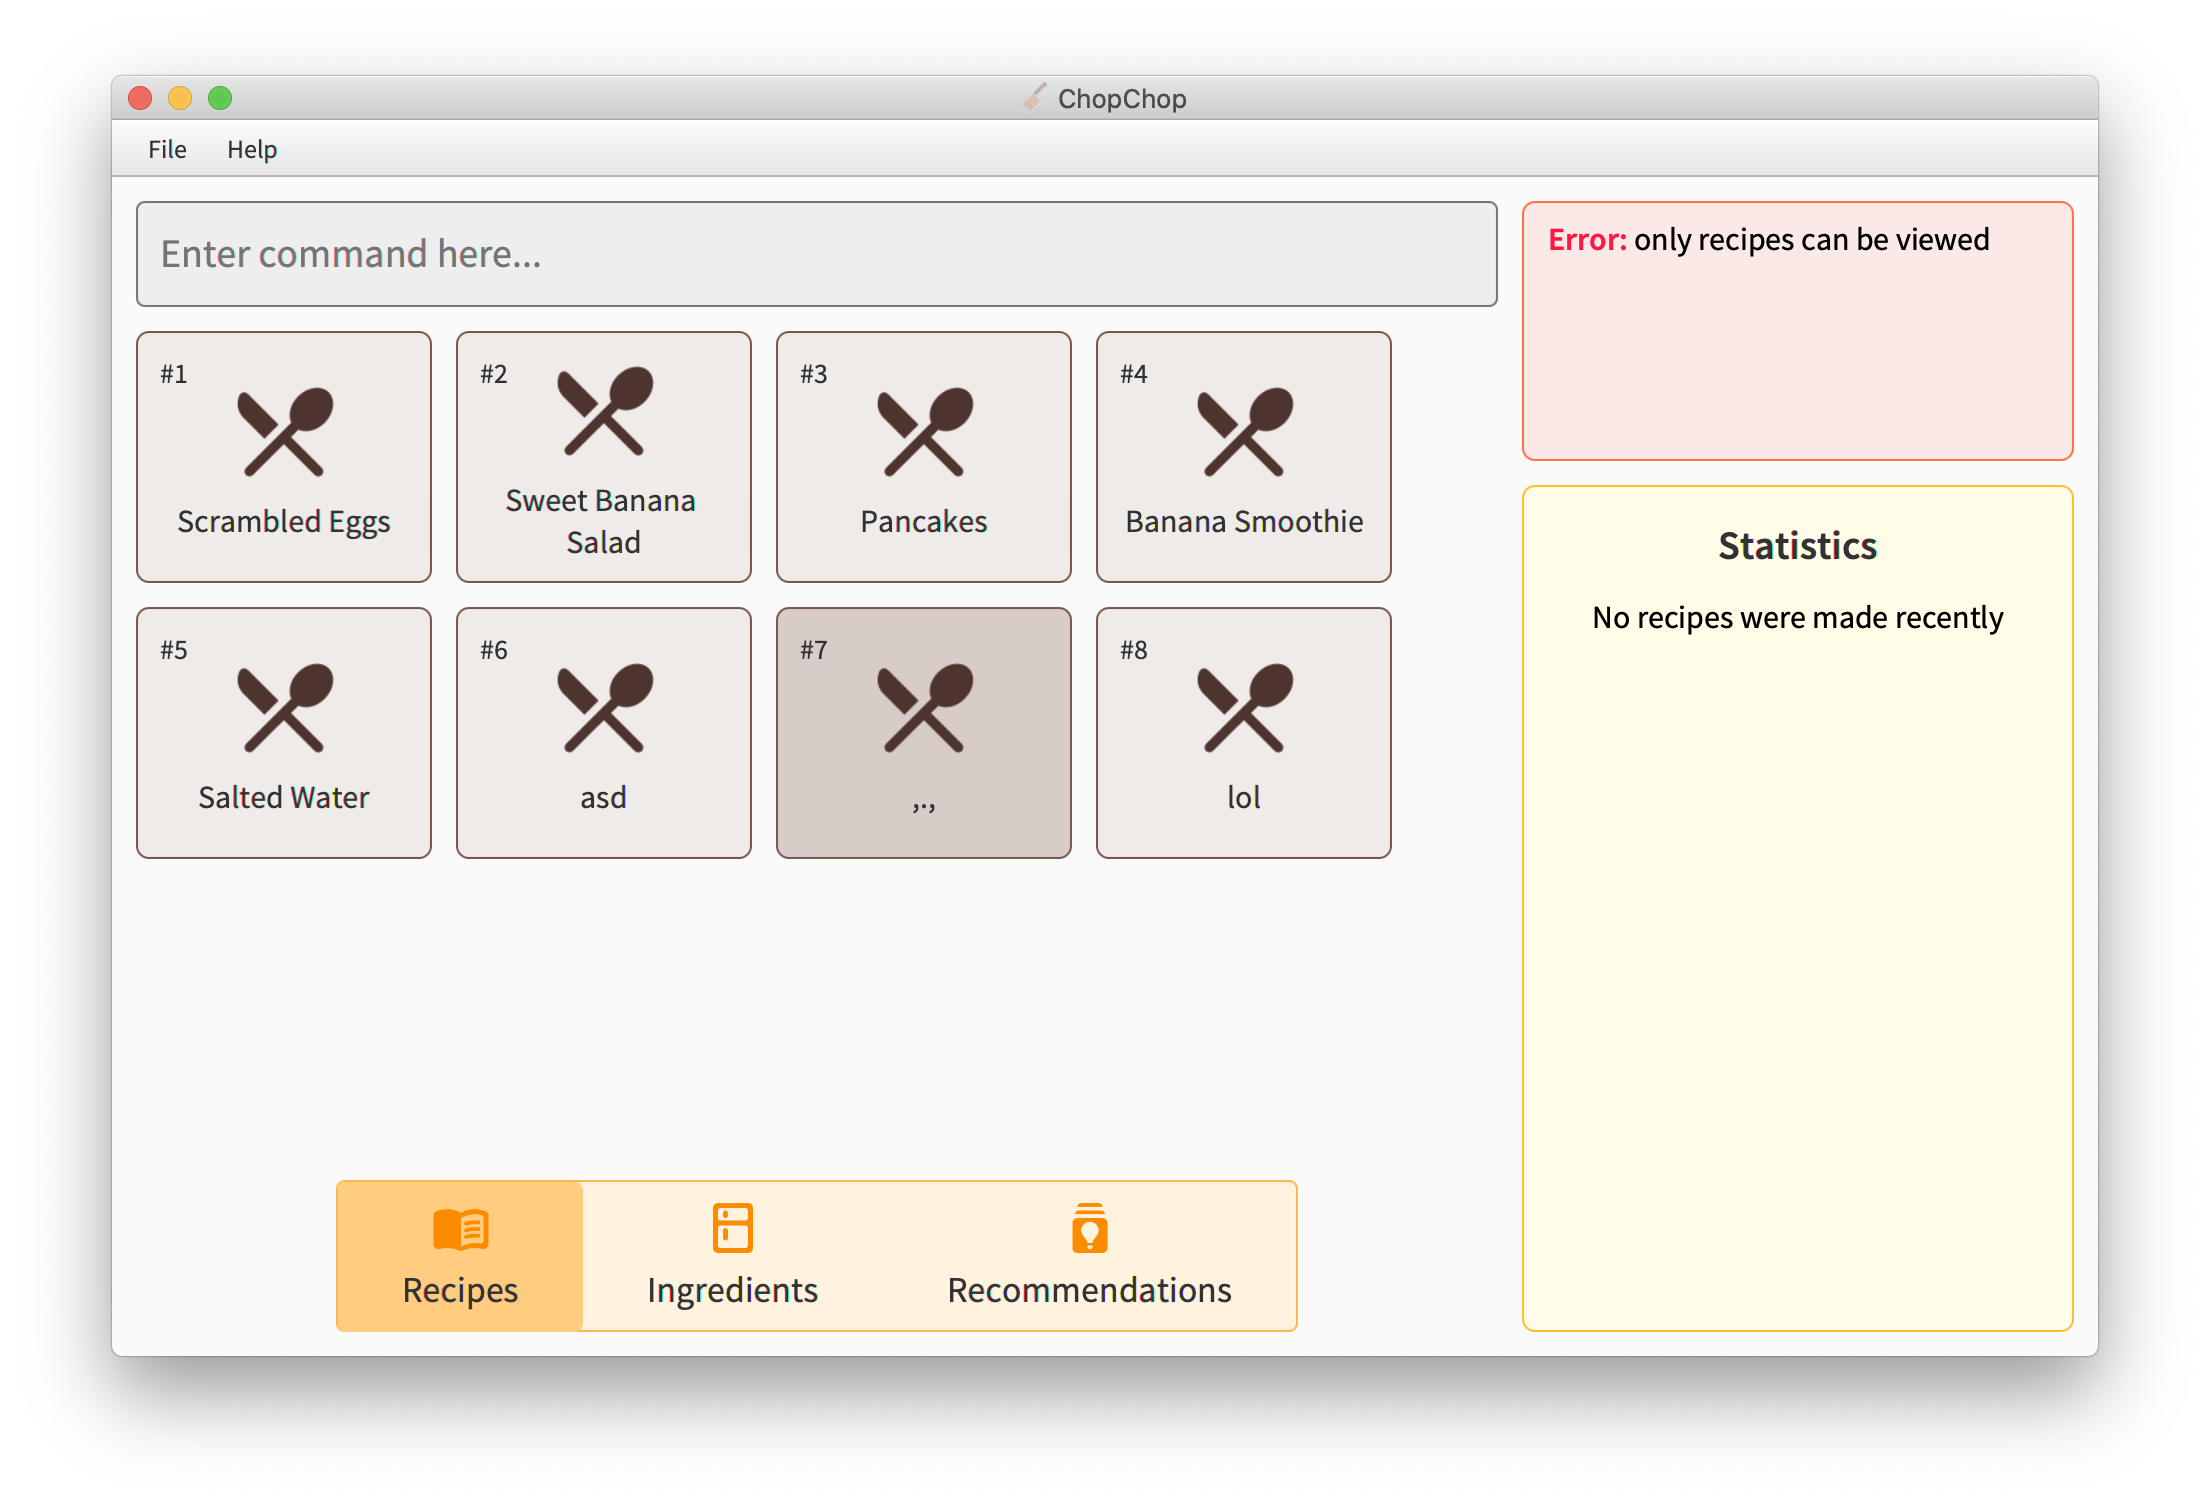 ChopChop
File Help
Enter command here...
Error: only recipes can be viewed
#1
Scrambled Eggs
#2
Sweet Banana
Salad
#3
Pancakes
#4
Banana Smoothie
#5
Salted Water
#6
asd
#7
,.,
#8
lol
Statistics
No recipes were made recently
Recipes
Ingredients
Recommendations